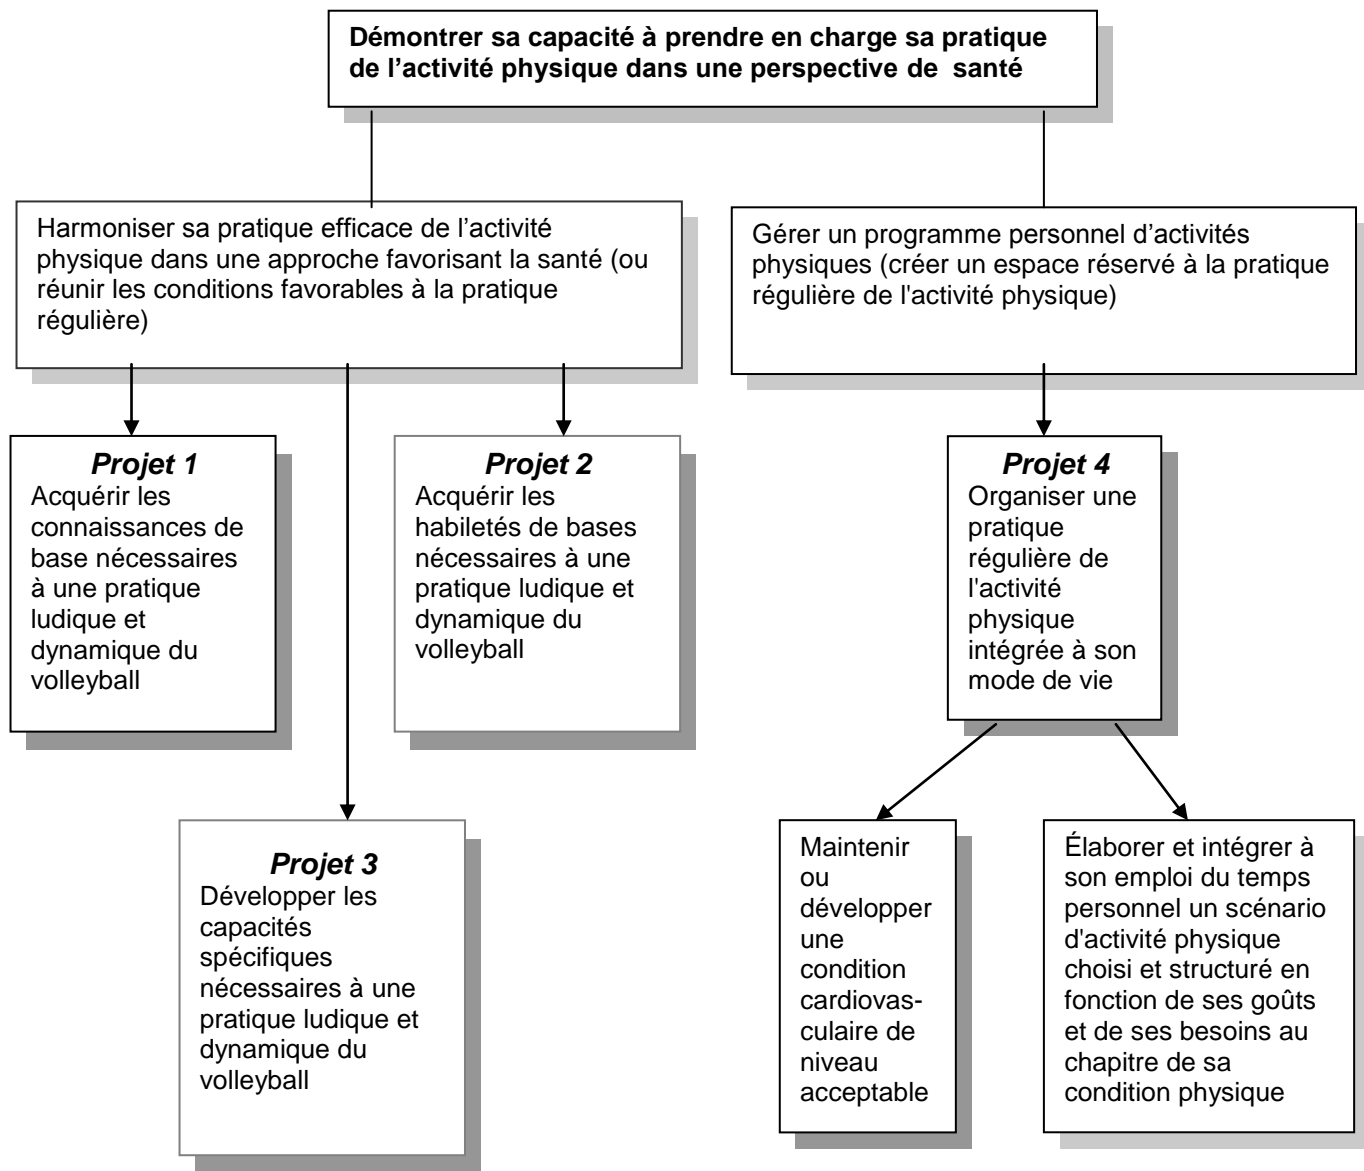 Démontrer sa capacité à prendre en charge sa pratique
de l’activité physique dans une perspective de  santé
Harmoniser sa pratique efficace de l’activité
physique dans une approche favorisant la santé (ou
réunir les conditions favorables à la pratique
régulière)
Gérer un programme personnel d’activités
physiques (créer un espace réservé à la pratique
régulière de l'activité physique)
Projet 1
Acquérir les
connaissances de
base nécessaires
à une pratique
ludique et
dynamique du
volleyball
Projet 2
Acquérir les
habiletés de bases
nécessaires à une
pratique ludique et
dynamique du
volleyball
Projet 4
Organiser une
pratique
régulière de
l'activité
physique
intégrée à son
mode de vie
Projet 3
Développer les
capacités
spécifiques
nécessaires à une
pratique ludique et
dynamique du
volleyball
Maintenir
ou
développer
une
condition
cardiovas-
culaire de
niveau
acceptable
Élaborer et intégrer à
son emploi du temps
personnel un scénario
d'activité physique
choisi et structuré en
fonction de ses goûts
et de ses besoins au
chapitre de sa
condition physique